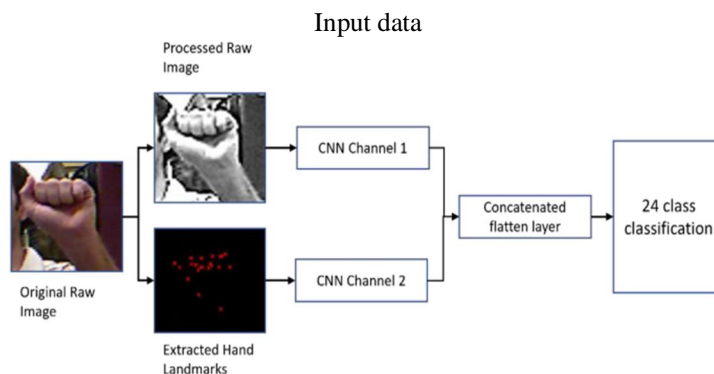 Input data
Processed Raw
Image
CNN Channel 1
Original Raw
Image
Extracted Hand
Landmarks
CNN Channel 2
Concatenated
flatten layer
24 class
classification